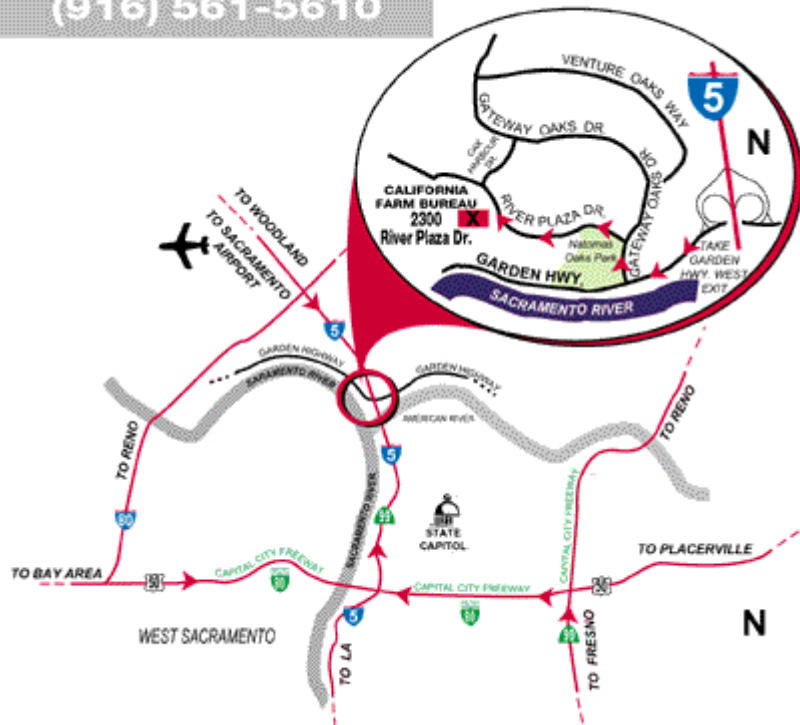 (916) 561-5610
VENTURE OAKS WAY
5
GATEWAY OAKS DR.
N
OAK
HARBOUR
DR.
GATEWAY OAKS DR.
CALIFORNIA
FARM BUREAU
2300 X
River Plaza Dr.
RIVER PLAZA DR.
Natomas
Oaks Park
TAKE
GARDEN
HWY. WEST
EXIT
GARDEN HWY.
SACRAMENTO RIVER
TO WOODLAND
TO SACRAMENTO
AIRPORT
5
GARDEN HIGHWAY
SARAMENTO RIVER
GARDEN HIGHWAY
AMERICAN RIVER
TO RENO
TO RENO
5
80
99
SACRAMENTO RIVER
STATE
CAPITOL
CAPITAL CITY FREEWAY
TO BAY AREA
50
CAPITAL CITY FREEWAY
80
CAPITAL CITY FREEWAY
80
50
TO PLACERVILLE
5
WEST SACRAMENTO
TO LA
99
TO FRESNO
N